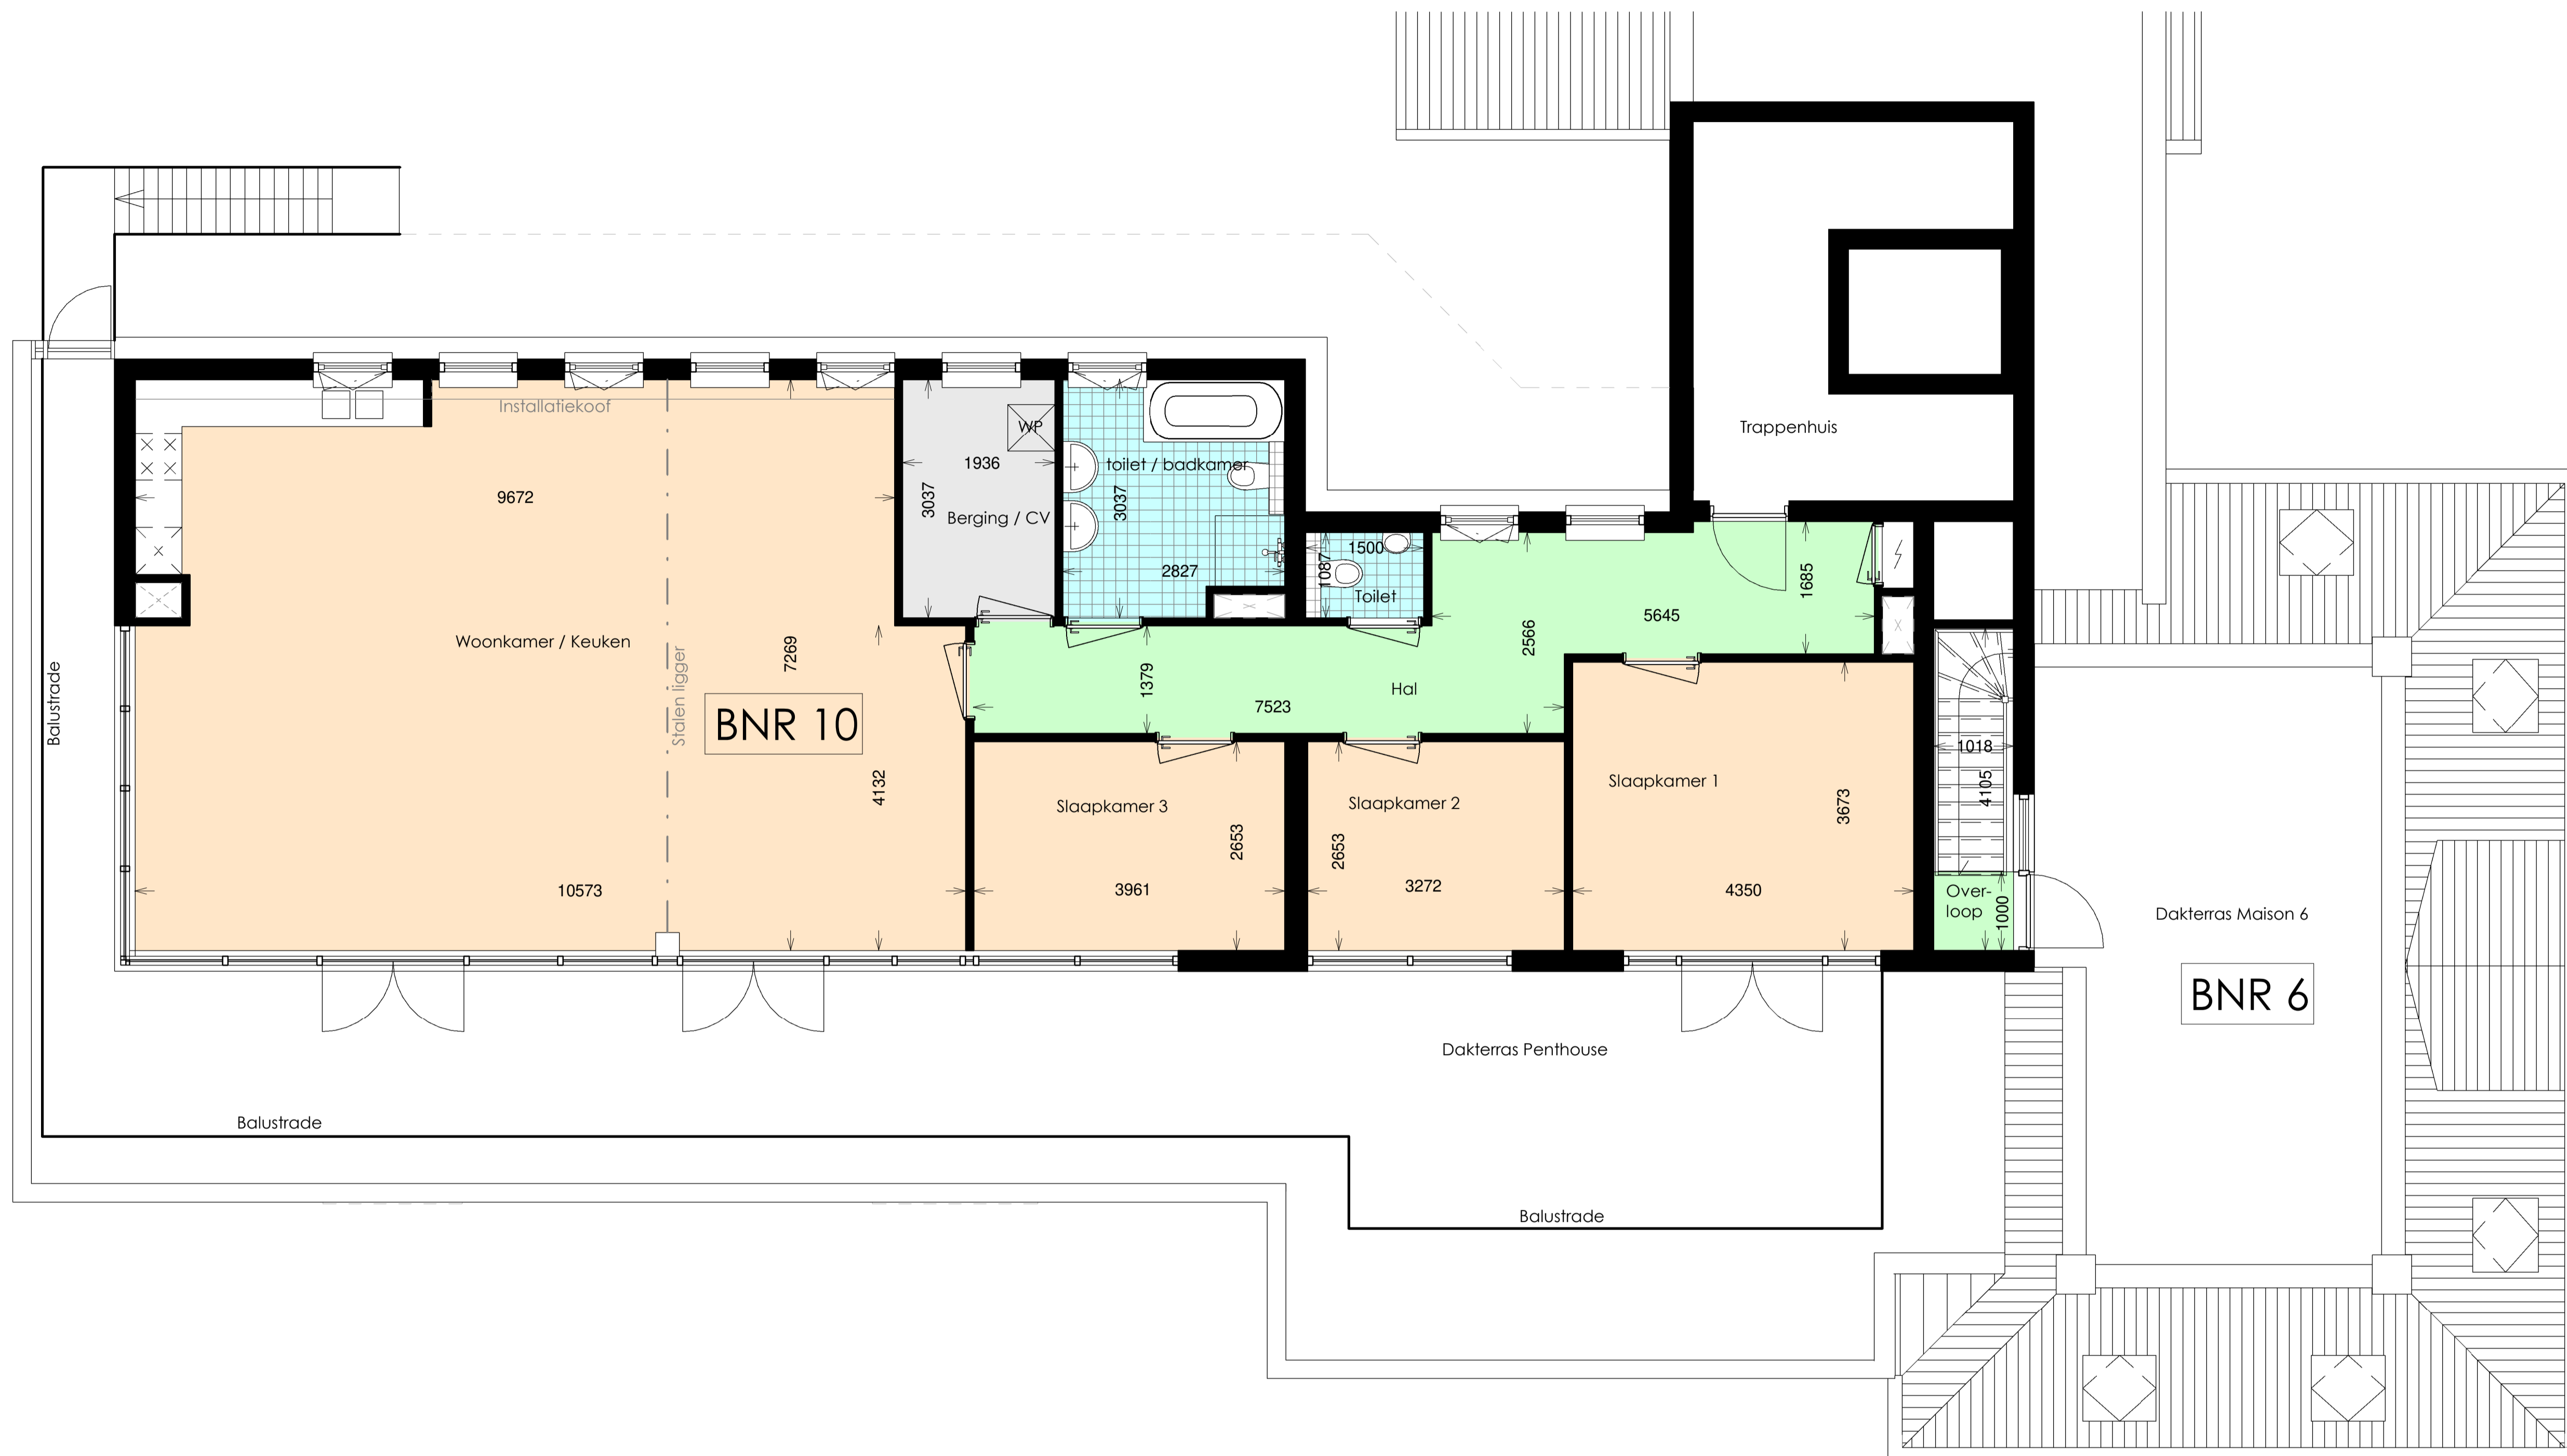 Installatiekoof
Trappenhuis
WP
1936
toilet / badkamer
9672
3037
3037
Berging / CV
1500
1087
2827
Toilet
1685
5645
2566
Woonkamer / Keuken
7269
Stalen ligger
Balustrade
1379
Hal
7523
BNR 10
1018
4105
4132
Slaapkamer 3
Slaapkamer 2
Slaapkamer 1
3673
2653
2653
10573
3961
3272
4350
Over-
loop
1000
Dakterras Maison 6
BNR 6
Dakterras Penthouse
Balustrade
Balustrade